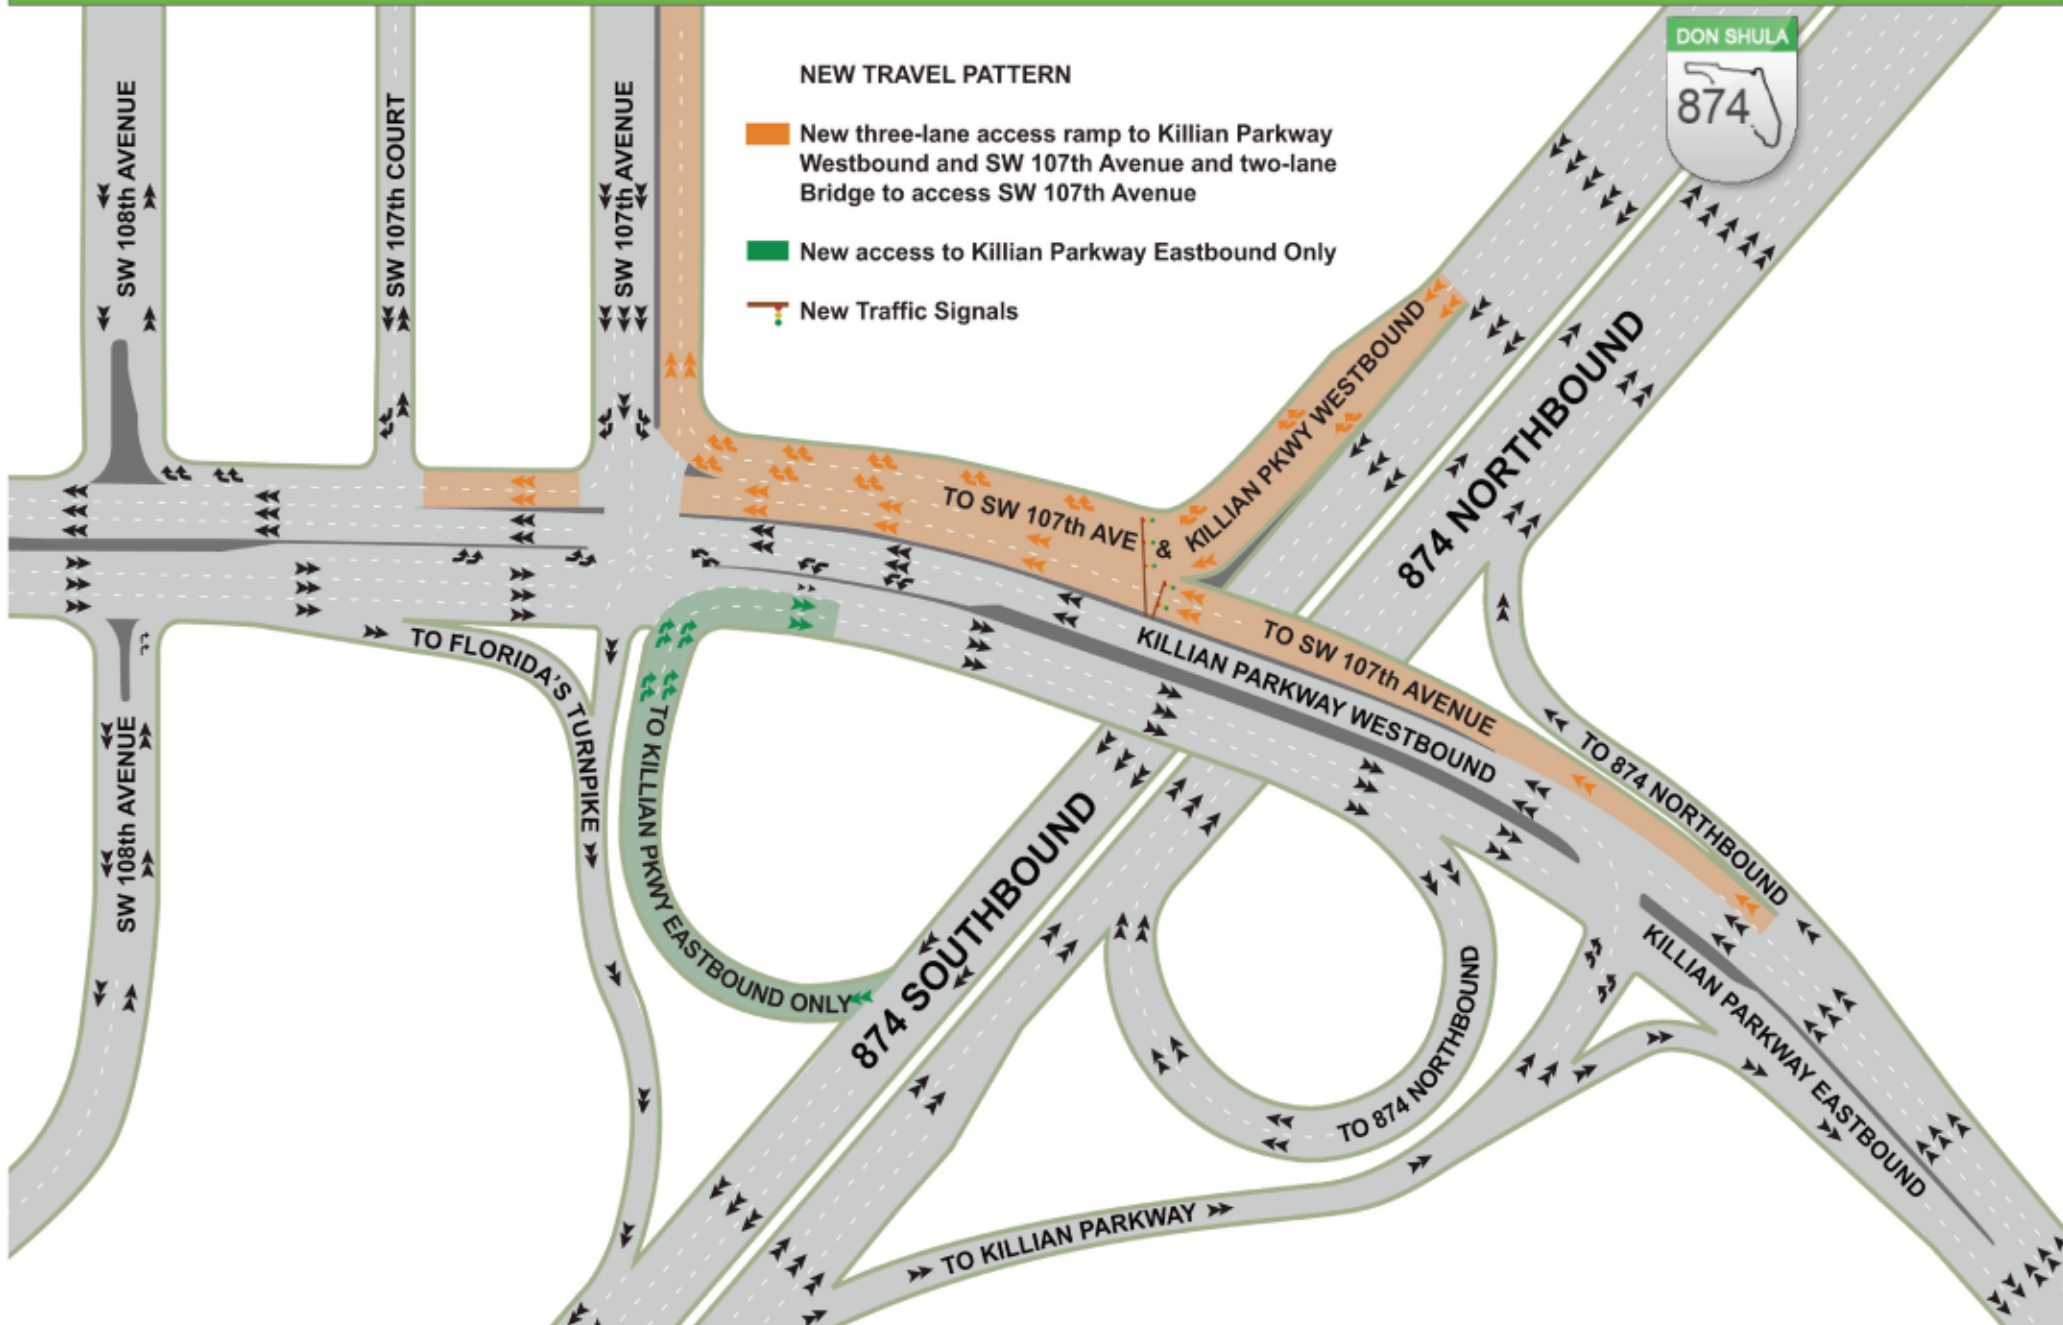 DON SHULA
874
NEW TRAVEL PATTERN
New three-lane access ramp to Killian Parkway
Westbound and SW 107th Avenue and two-lane
Bridge to access SW 107th Avenue
New access to Killian Parkway Eastbound Only
New Traffic Signals
SW 108th AVENUE
SW 107th COURT
SW 107th AVENUE
KILLIAN PKWY WESTBOUND
874 NORTHBOUND
TO SW 107th AVE
&
TO SW 107th AVENUE
KILLIAN PARKWAY WESTBOUND
TO FLORIDA'S TURNPIKE
TO KILLIAN PKWY EASTBOUND ONLY
SW 108th AVENUE
874 SOUTHBOUND
TO 874 NORTHBOUND
TO 874 NORTHBOUND
KILLIAN PARKWAY EASTBOUND
TO KILLIAN PARKWAY